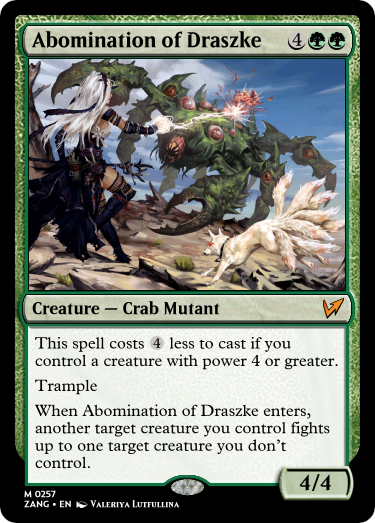 Abomination of Draszke 4
Creature — Crab Mutant
This spell costs 4 less to cast if you
control a creature with power 4 or greater.
Trample
When Abomination of Draszke enters,
another target creature you control fights
up to one target creature you don't
control.
4/4
M 0257
ZANG • EN Valeriya Lutfullina